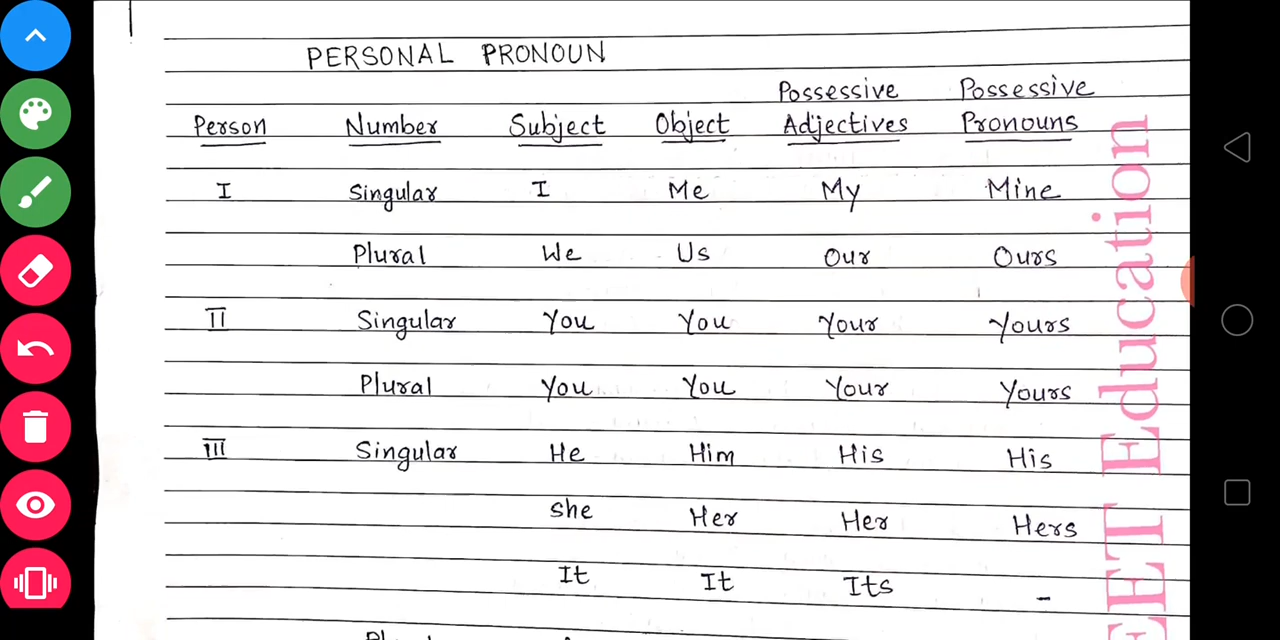 PERSONAL PRONOUN
Possessive Possessive
Person Number Subject Object Adjectives Pronouns
I Singular I Me My Mine
Plural We Us Our Ours
II Singular You You Your Yours
Plural You You Your Yours
III Singular He Him His His
She Her Her Hers
It It Its -
ET Education